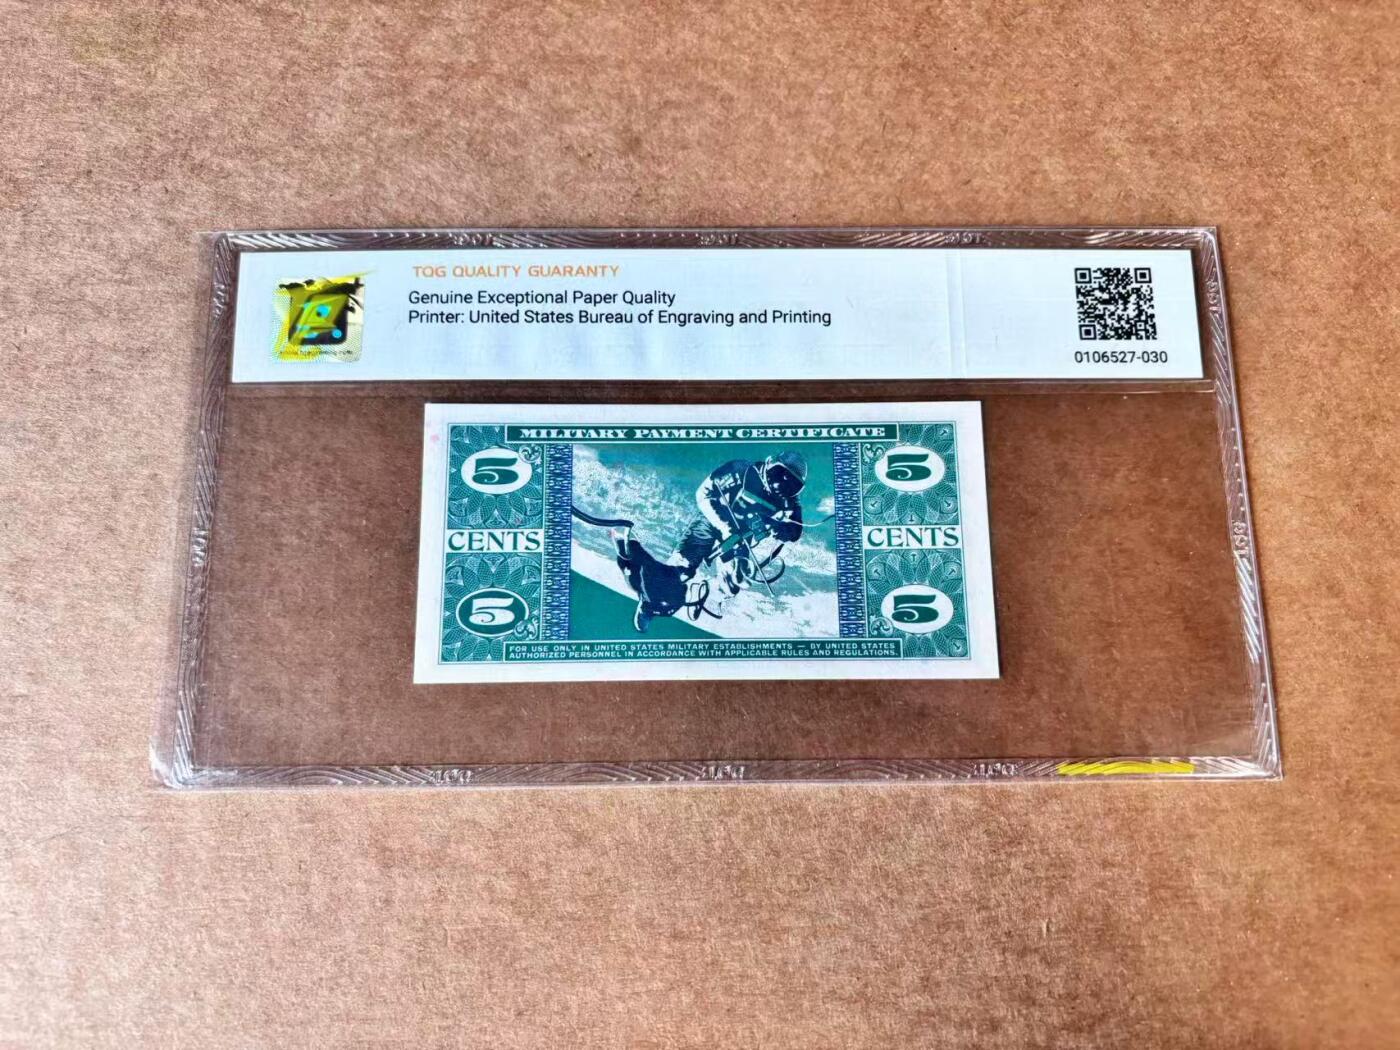 TQG QUALITY GUARANTY
Genuine Exceptional Paper Quality
Printer: United States Bureau of Engraving and Printing
0106527-030
MILITARY PAYMENT CERTIFICATE
5
5
CENTS
CENTS
5
5
FOR USE ONLY IN UNITED STATES MILITARY ESTABLISHMENTS — BY UNITED STATES
AUTHORIZED PERSONNEL IN ACCORDANCE WITH APPLICABLE RULES AND REGULATIONS.